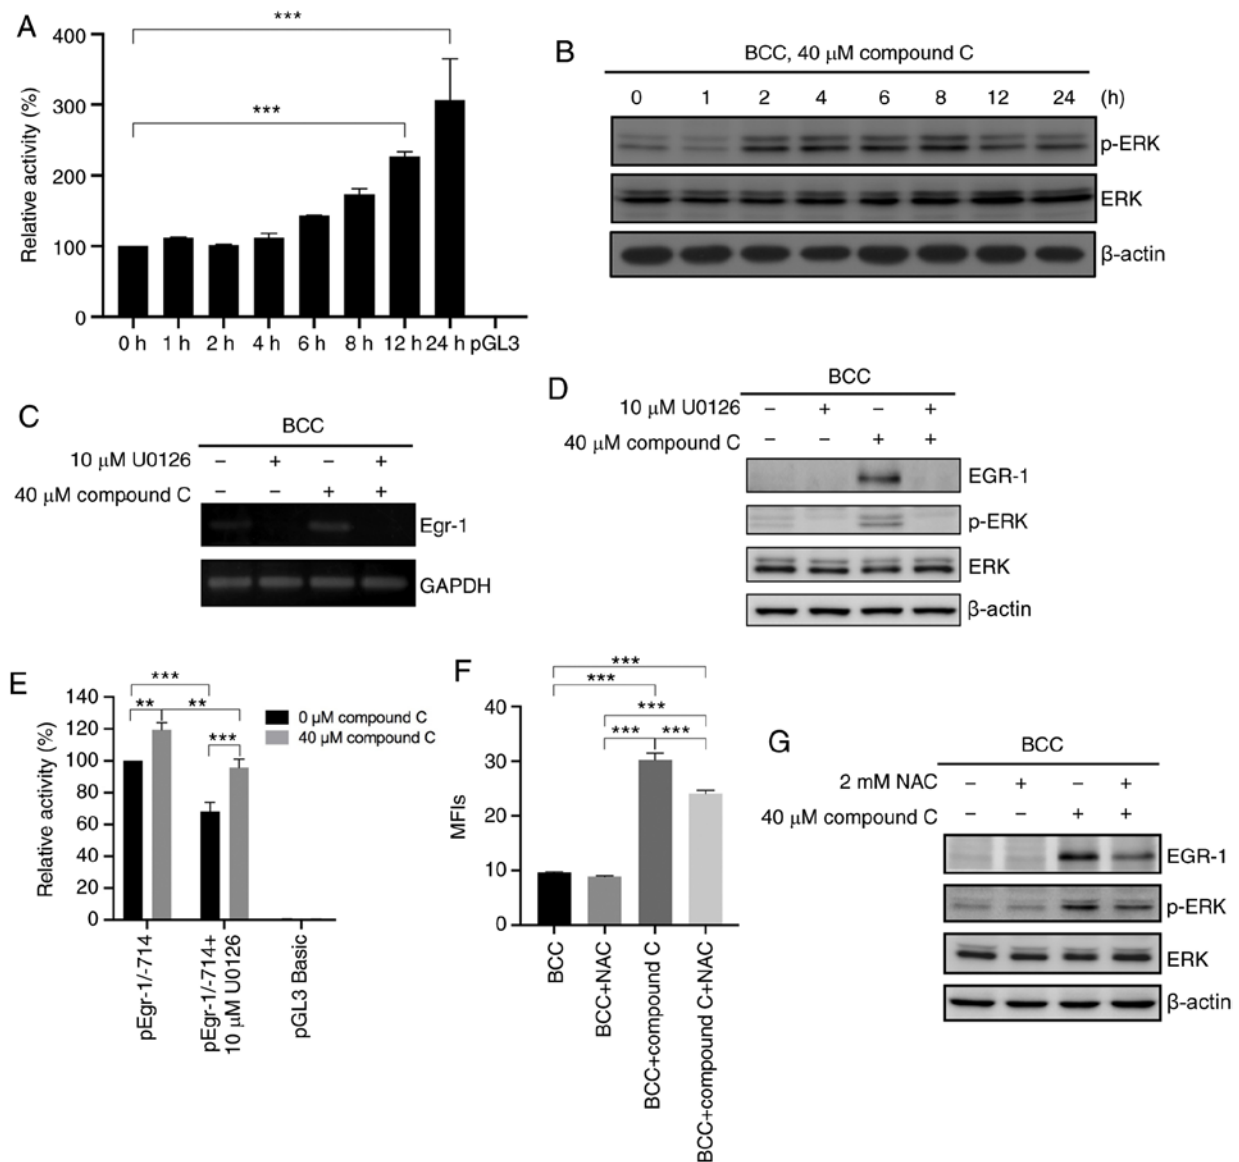 A
***
***
400
300
200
100
0
Relative activity (%)
0 h 1 h 2 h 4 h 6 h 8 h 12 h 24 h pGL3
B
BCC, 40 μM compound C
0 1 2 4 6 8 12 24 (h)
p-ERK
ERK
β-actin
C
BCC
10 μM U0126 – + – +
40 μM compound C – – + +
Egr-1
GAPDH
D
BCC
10 μM U0126 – + – +
40 μM compound C – – + +
EGR-1
p-ERK
ERK
β-actin
E
***
** **
***
140
120
100
80
60
40
20
0
Relative activity (%)
0 μM compound C
40 μM compound C
pEgr-1/-714
pEgr-1/-714+
10 μM U0126
pGL3 Basic
F
***
***
***
*** ***
40
30
20
10
0
MFIs
BCC
BCC+NAC
BCC+compound C
BCC+compound C+NAC
G
BCC
2 mM NAC – + – +
40 μM compound C – – + +
EGR-1
p-ERK
ERK
β-actin